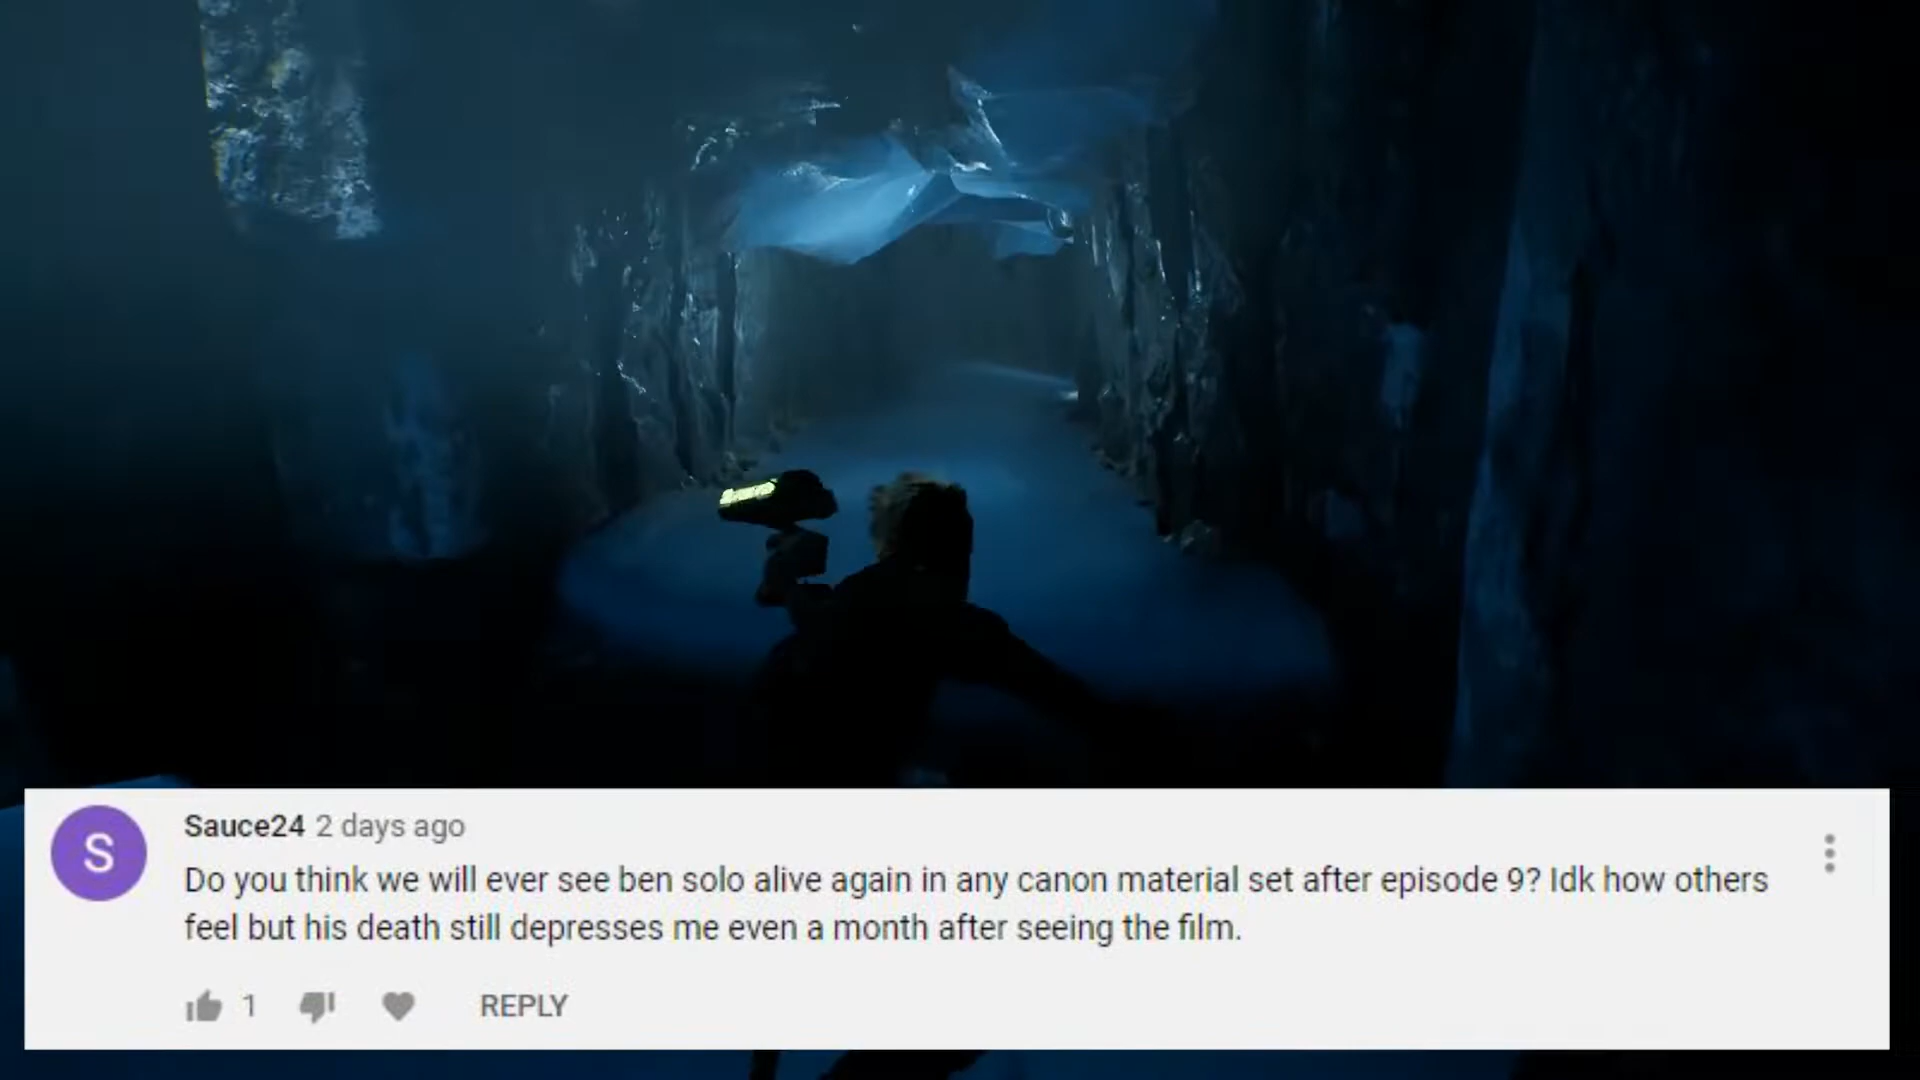 S
Sauce24 2 days ago
Do you think we will ever see ben solo alive again in any canon material set after episode 9? Idk how others
feel but his death still depresses me even a month after seeing the film.
1 REPLY